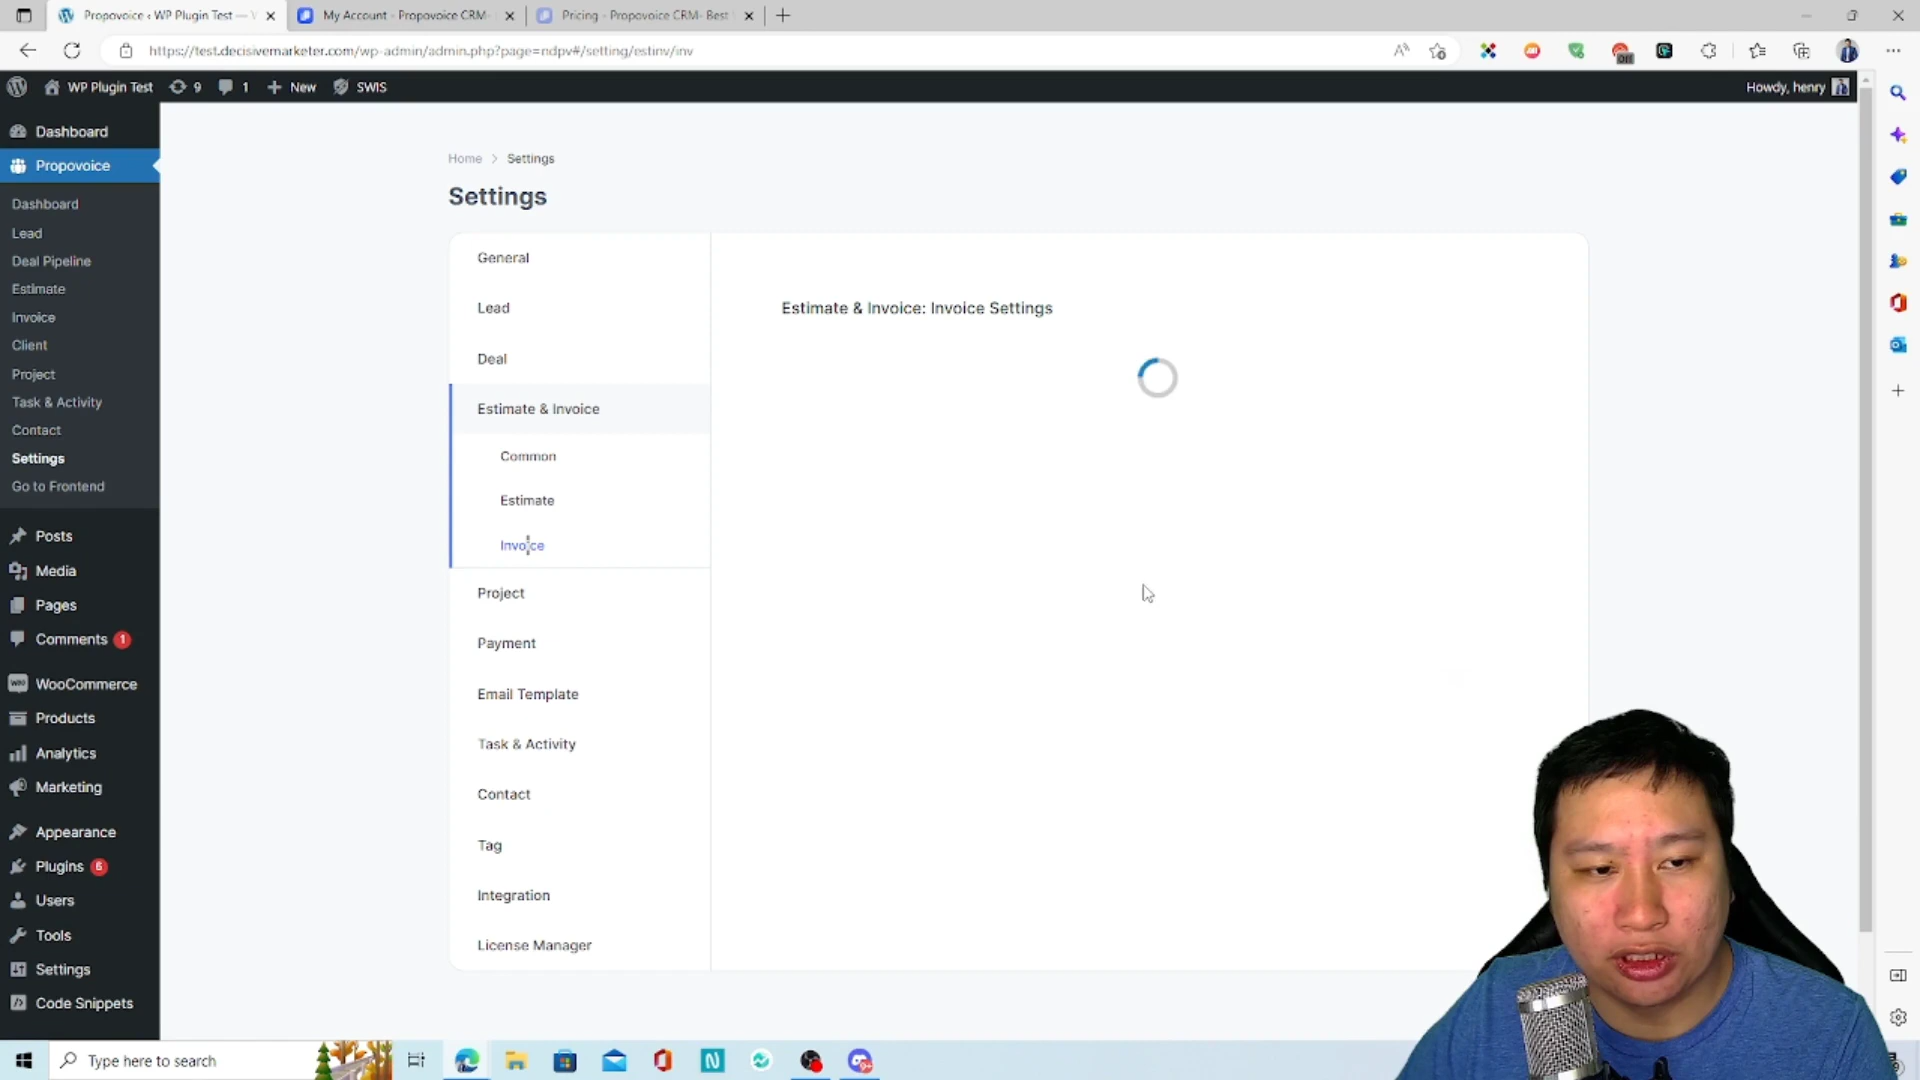 Propovoice ‹ WP Plugin Test —
My Account - Propovoice CRM-
Pricing - Propovoice CRM- Best
https://test.decisivemarketer.com/wp-admin/admin.php?page=ndpv#/setting/estinv/inv
WP Plugin Test
9
1
New
SWIS
Howdy, henry
Dashboard
Propovoice
Dashboard
Lead
Deal Pipeline
Estimate
Invoice
Client
Project
Task & Activity
Contact
Settings
Go to Frontend
Posts
Media
Pages
Comments 1
WooCommerce
Products
Analytics
Marketing
Appearance
Plugins 6
Users
Tools
Settings
Code Snippets
Home > Settings
Settings
General
Lead
Deal
Estimate & Invoice
Common
Estimate
Invoice
Project
Payment
Email Template
Task & Activity
Contact
Tag
Integration
License Manager
Estimate & Invoice: Invoice Settings
Type here to search